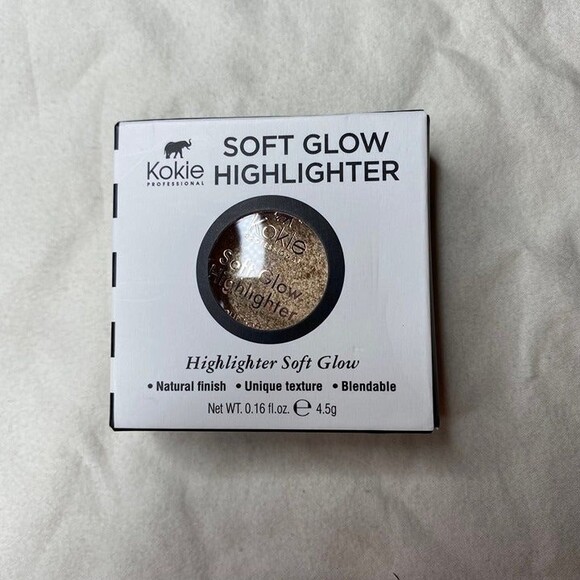 Kokie
PROFESSIONAL
SOFT GLOW
HIGHLIGHTER
Kokie
Soft Glow
Highlighter
Highlighter Soft Glow
• Natural finish • Unique texture • Blendable
Net WT. 0.16 fl.oz. ℮ 4.5g